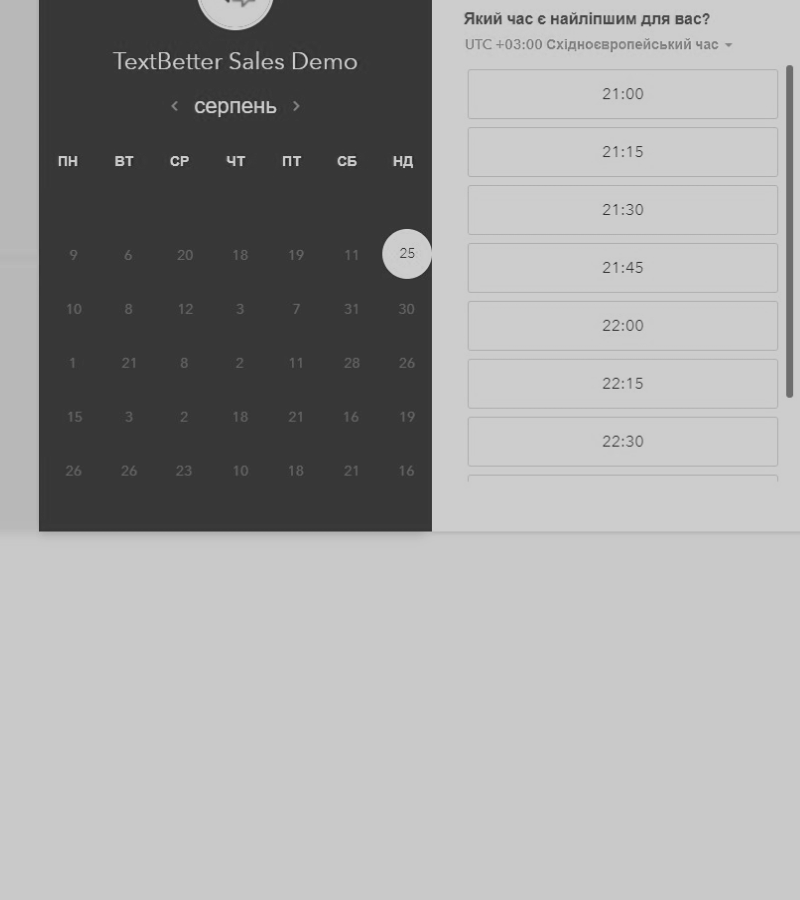 TextBetter Sales Demo
серпень
ПН ВТ СР ЧТ ПТ СБ НД
9 6 20 18 19 11 25
10 8 12 3 7 31 30
1 21 8 2 11 28 26
15 3 2 18 21 16 19
26 26 23 10 18 21 16
Який час є найліпшим для вас?
UTC +03:00 Східноєвропейський час
21:00
21:15
21:30
21:45
22:00
22:15
22:30